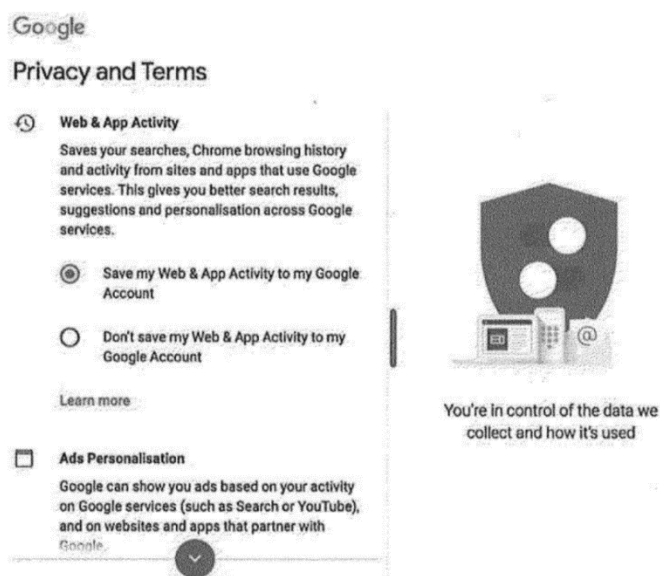 Google
Privacy and Terms
Web & App Activity
Saves your searches, Chrome browsing history
and activity from sites and apps that use Google
services. This gives you better search results,
suggestions and personalisation across Google
services.
Save my Web & App Activity to my Google
Account
Don't save my Web & App Activity to my
Google Account
Learn more
Ads Personalisation
Google can show you ads based on your activity
on Google services (such as Search or YouTube),
and on websites and apps that partner with
Google.
@
You're in control of the data we
collect and how it's used